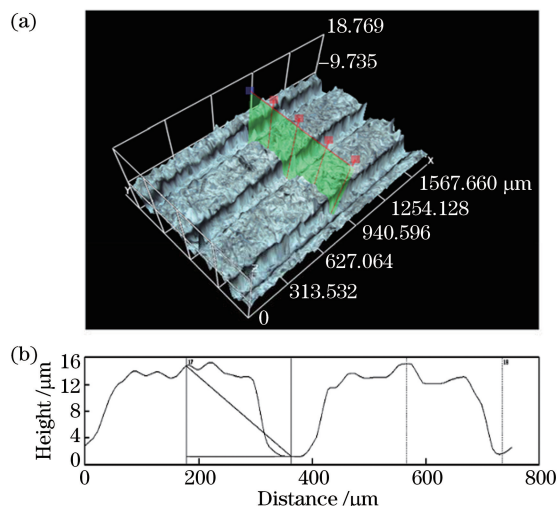 (a)
18.769
-9.735
Y
X
Z
1567.660 μm
1254.128
940.596
627.064
313.532
0
(b)
16
12
8
4
0
Height /μm
0
200
400
600
800
Distance /μm